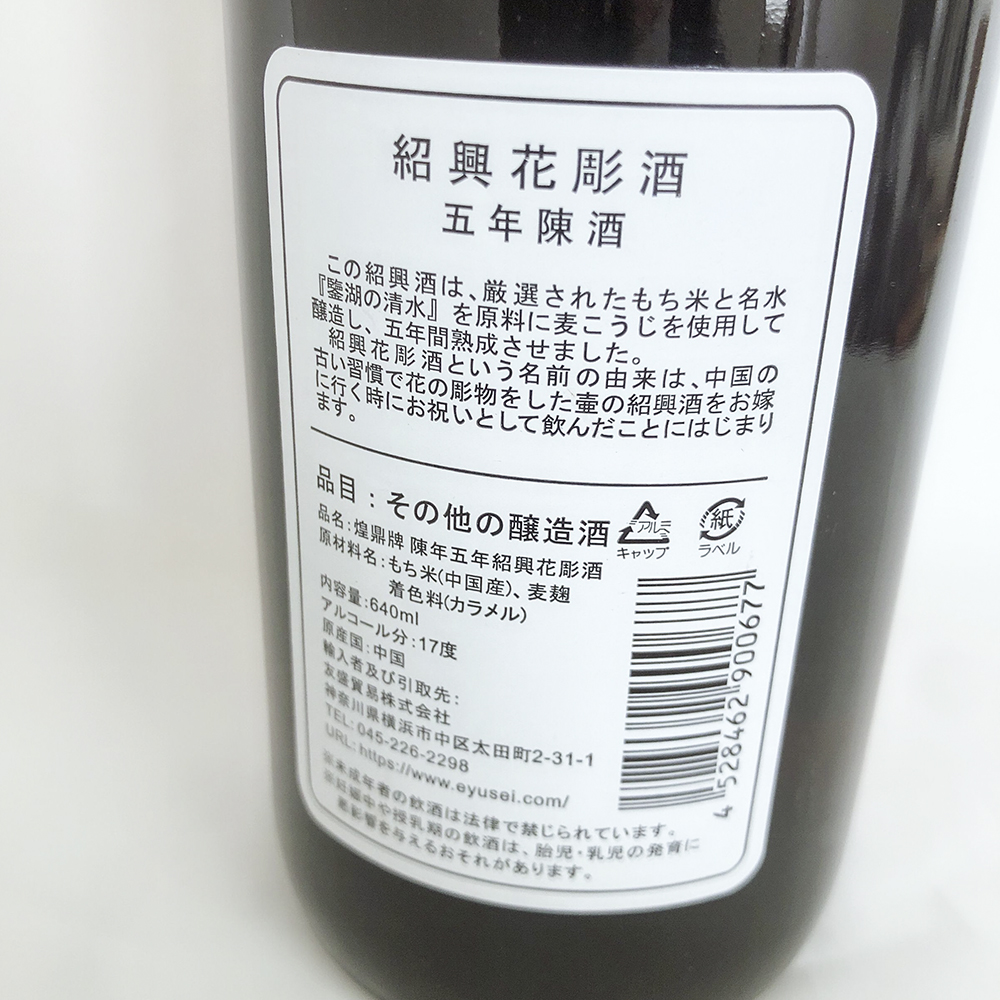 紹興花彫酒
五年陳酒
この紹興酒は、厳選されたもち米と名水
『鑒湖の清水』を原料に麦こうじを使用して
醸造し、五年間熟成させました。
紹興花彫酒という名前の由来は、中国の
古い習慣で花の彫物をした壷の紹興酒をお嫁
に行く時にお祝いとして飲んだことにはじまり
ます。
品目：その他の醸造酒
アルミ
キャップ
紙
ラベル
品名：煌鼎牌 陳年五年紹興花彫酒
原材料名：もち米(中国産)、麦麹
着色料(カラメル)
内容量：640ml
アルコール分：17度
原産国：中国
輸入者及び引取先：
友盛貿易株式会社
神奈川県横浜市中区太田町2-31-1
TEL：045-226-2298
URL：https://www.eyusei.com/
4 528462 900677
※未成年者の飲酒は法律で禁じられています。
※妊娠中や授乳期の飲酒は、胎児・乳児の発育に
悪影響を与えるおそれがあります。